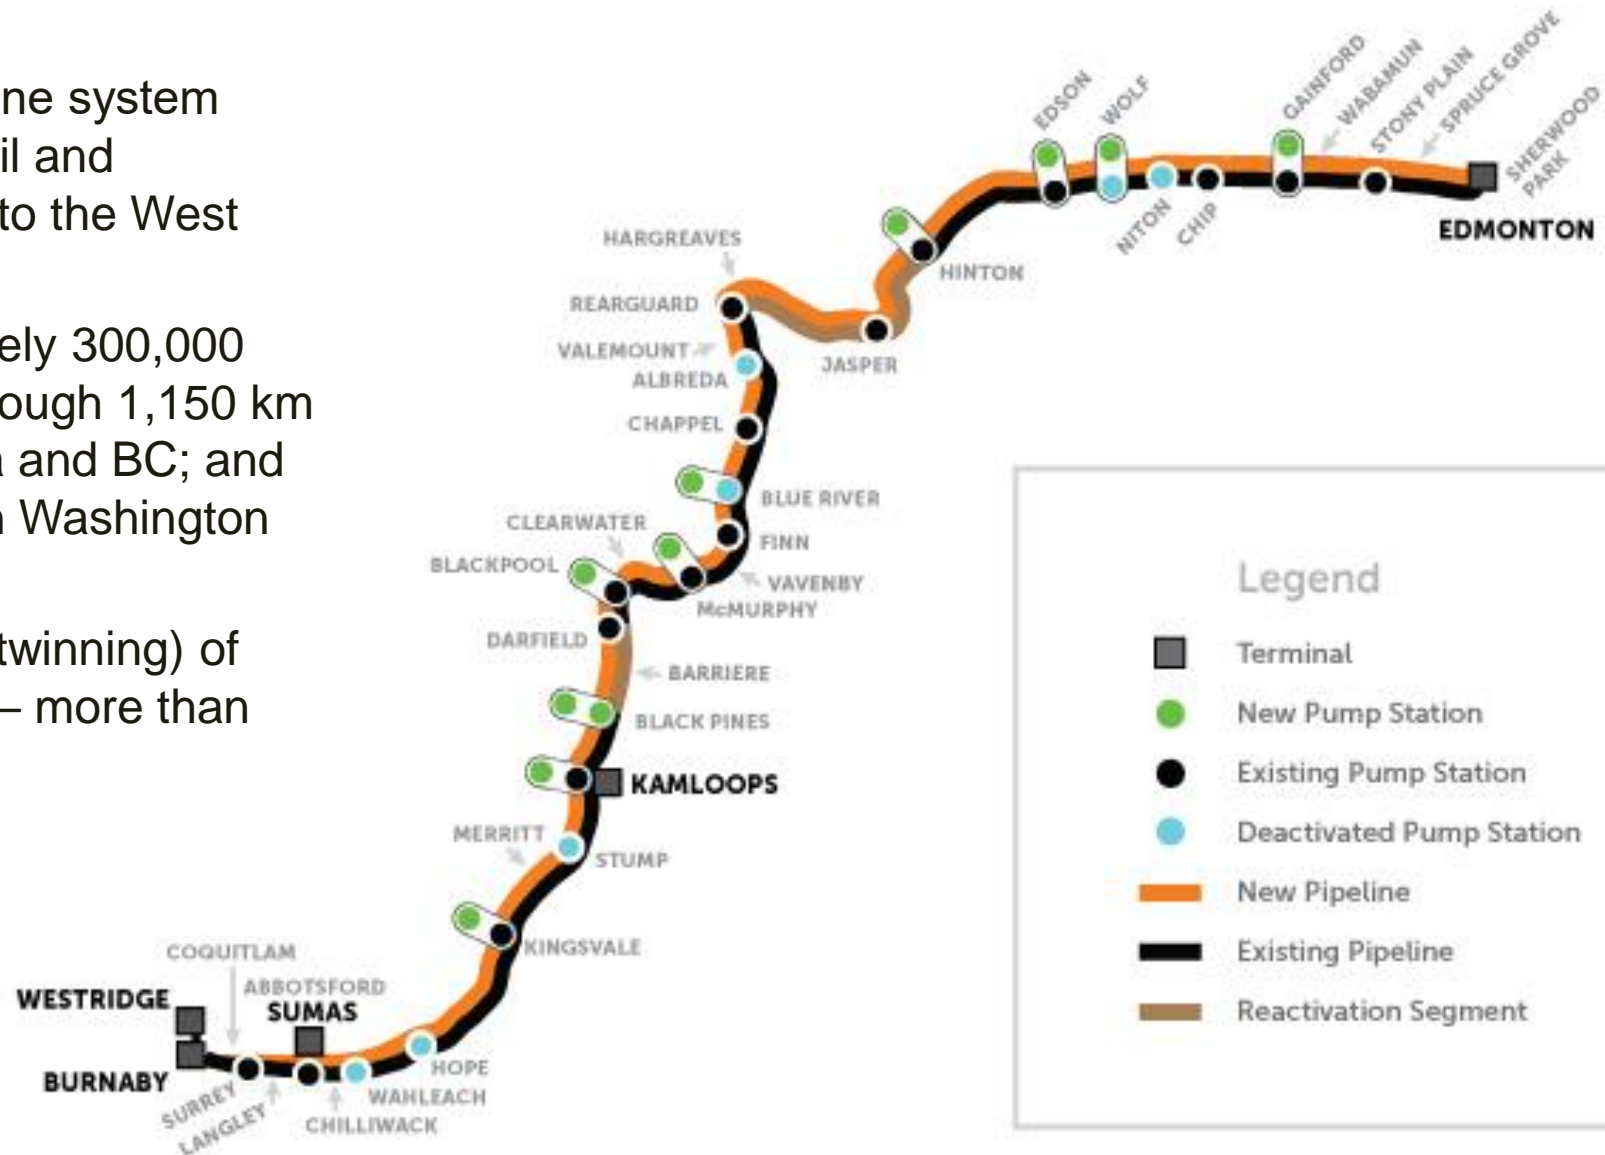 ne system
il and
to the West
ely 300,000
ough 1,150 km
a and BC; and
n Washington
twinning) of
– more than
EDSON
WOLF
GAINFORD
WABAMUN
STONY PLAIN
SPRUCE GROVE
SHERWOOD
PARK
NITON
CHIP
EDMONTON
HINTON
HARGREAVES
REARGUARD
JASPER
VALEMOUNT
ALBREDA
CHAPPEL
BLUE RIVER
CLEARWATER
FINN
BLACKPOOL
VAVENBY
McMURPHY
DARFIELD
BARRIERE
BLACK PINES
KAMLOOPS
MERRITT
STUMP
KINGSVALE
COQUITLAM
ABBOTSFORD
WESTRIDGE
SUMAS
BURNABY
HOPE
WAHLEACH
SURREY
LANGLEY
CHILLIWACK
Legend
Terminal
New Pump Station
Existing Pump Station
Deactivated Pump Station
New Pipeline
Existing Pipeline
Reactivation Segment